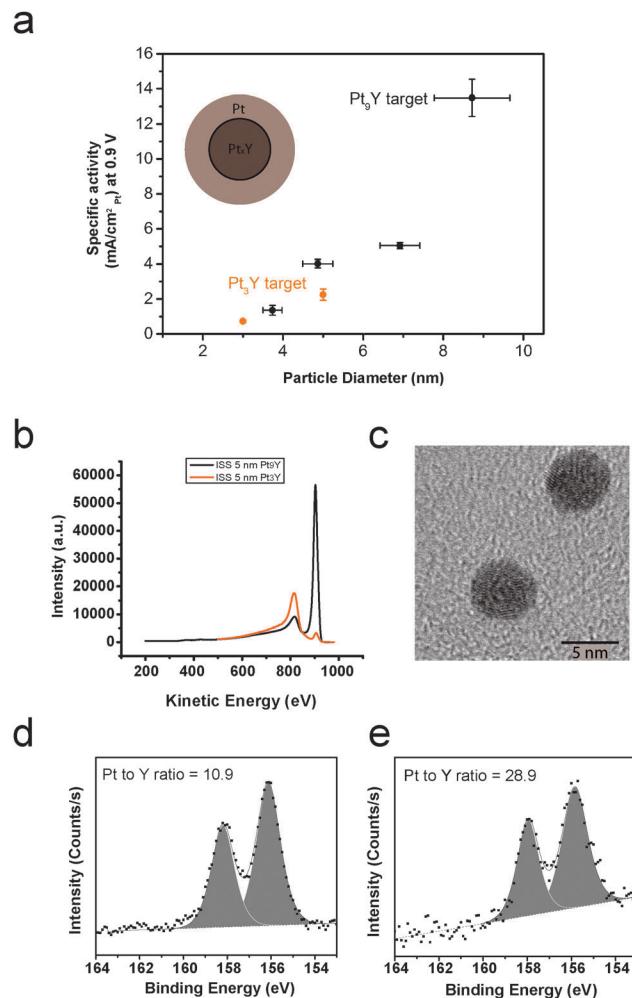 a
16
14
12
10
8
6
4
2
0
Specific activity
(mA/cm²Pt) at 0.9 V
Pt
PtxY
Pt₉Y target
Pt₃Y target
2 4 6 8 10
Particle Diameter (nm)
b
60000
50000
40000
30000
20000
10000
0
Intensity (a.u.)
ISS 5 nm Pt9Y
ISS 5 nm Pt3Y
200 400 600 800 1000
Kinetic Energy (eV)
c
5 nm
d
Pt to Y ratio = 10.9
Intensity (Counts/s)
164 162 160 158 156 154
Binding Energy (eV)
e
Pt to Y ratio = 28.9
Intensity (Counts/s)
164 162 160 158 156 154
Binding Energy (eV)